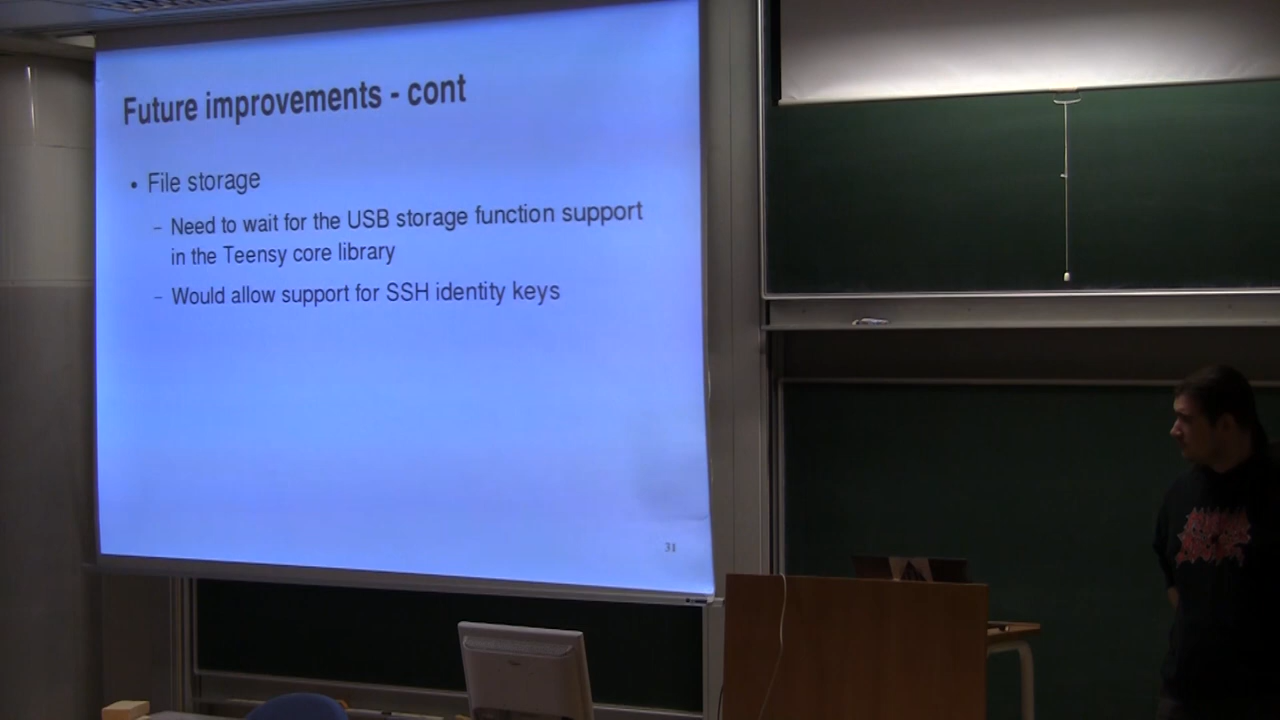 Future improvements - cont
• File storage
– Need to wait for the USB storage function support
in the Teensy core library
– Would allow support for SSH identity keys
31